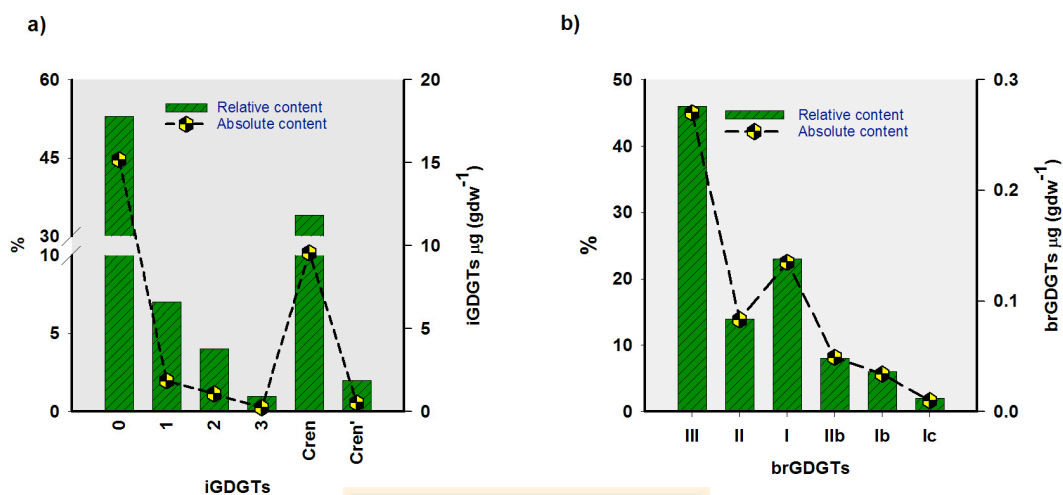 a)
60
45
30
10
5
0
%
Relative content
Absolute content
20
15
10
5
0
iGDGTs µg (gdw⁻¹)
0
1
2
3
Cren
Cren'
iGDGTs
b)
50
40
30
20
10
0
%
Relative content
Absolute content
0.3
0.2
0.1
0.0
brGDGTs µg (gdw⁻¹)
III
II
I
IIb
Ib
Ic
brGDGTs